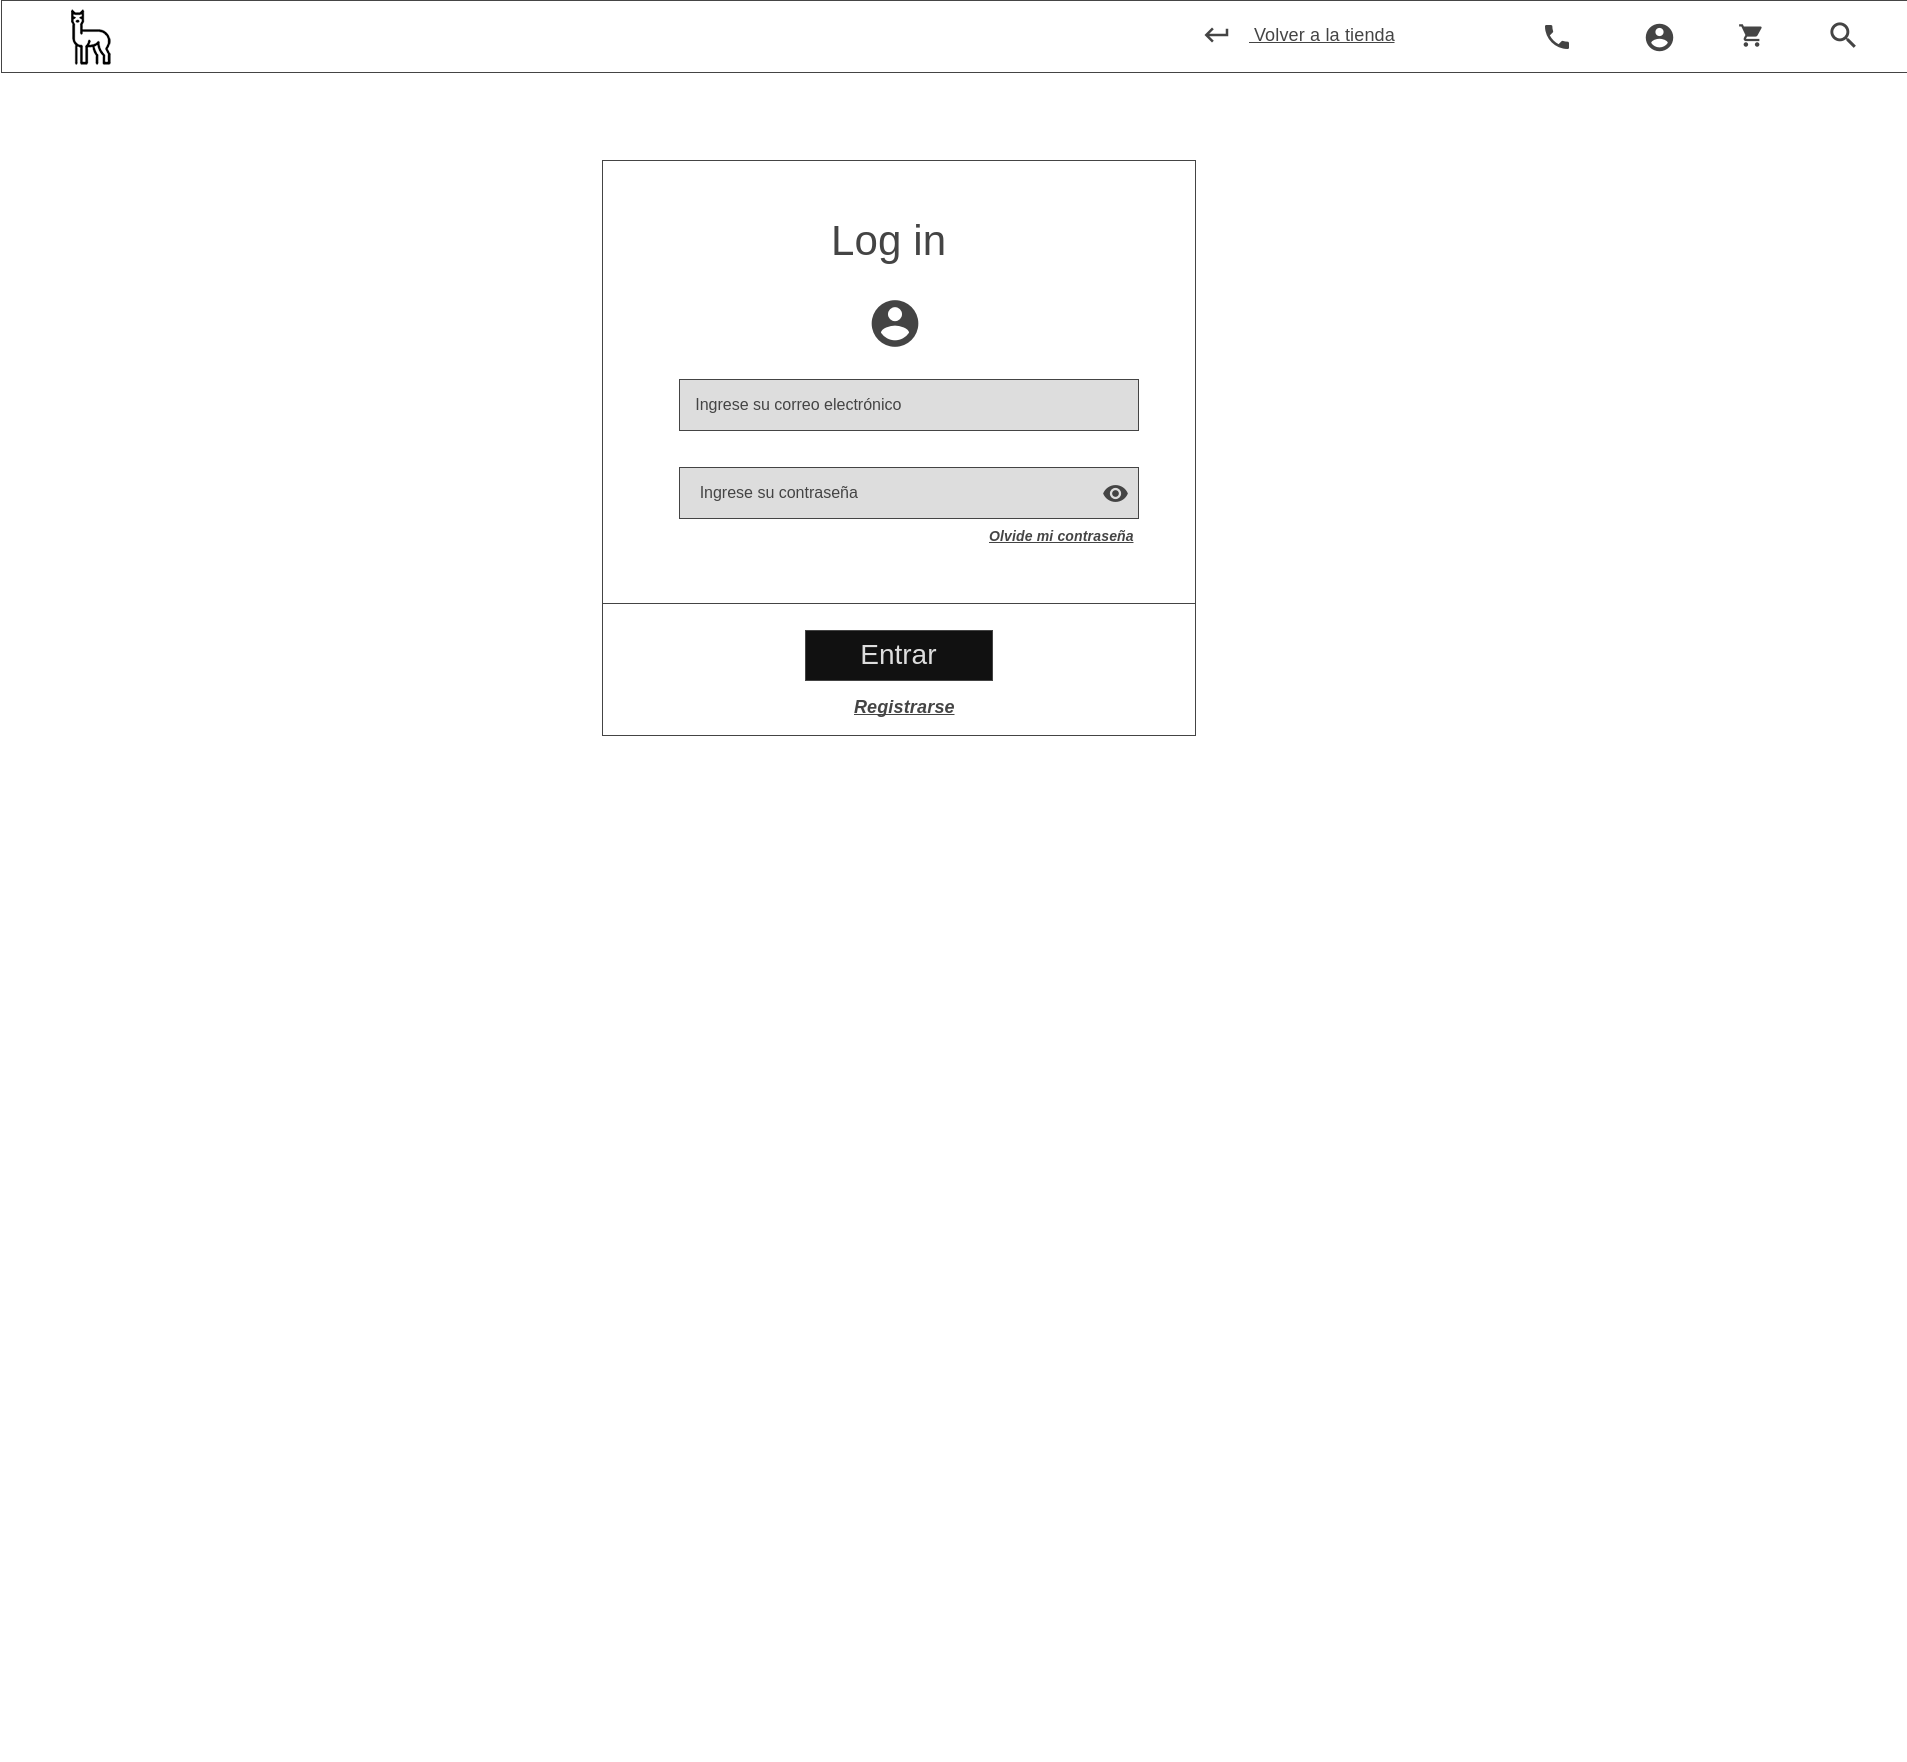 Volver a la tienda
Log in
Ingrese su correo electrónico
Ingrese su contraseña
Olvide mi contraseña
Entrar
Registrarse